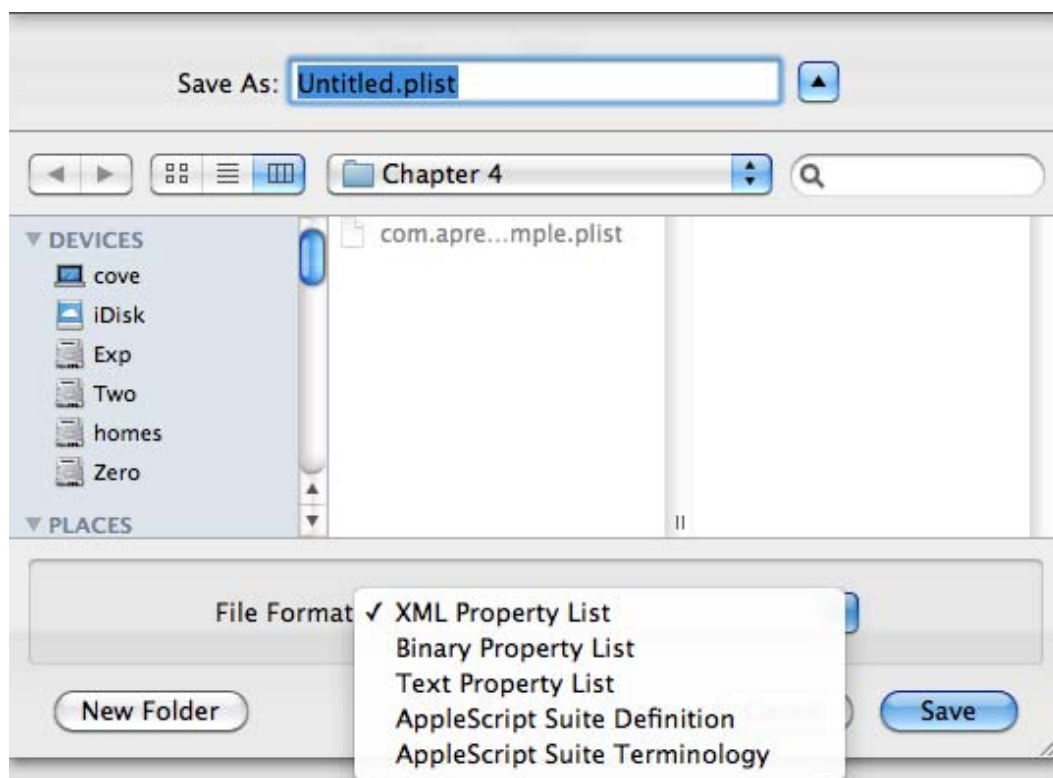 Save As: Untitled.plist
Chapter 4
DEVICES
cove
iDisk
Exp
Two
homes
Zero
PLACES
com.apre...mple.plist
File Format
✓ XML Property List
Binary Property List
Text Property List
AppleScript Suite Definition
AppleScript Suite Terminology
New Folder
Save